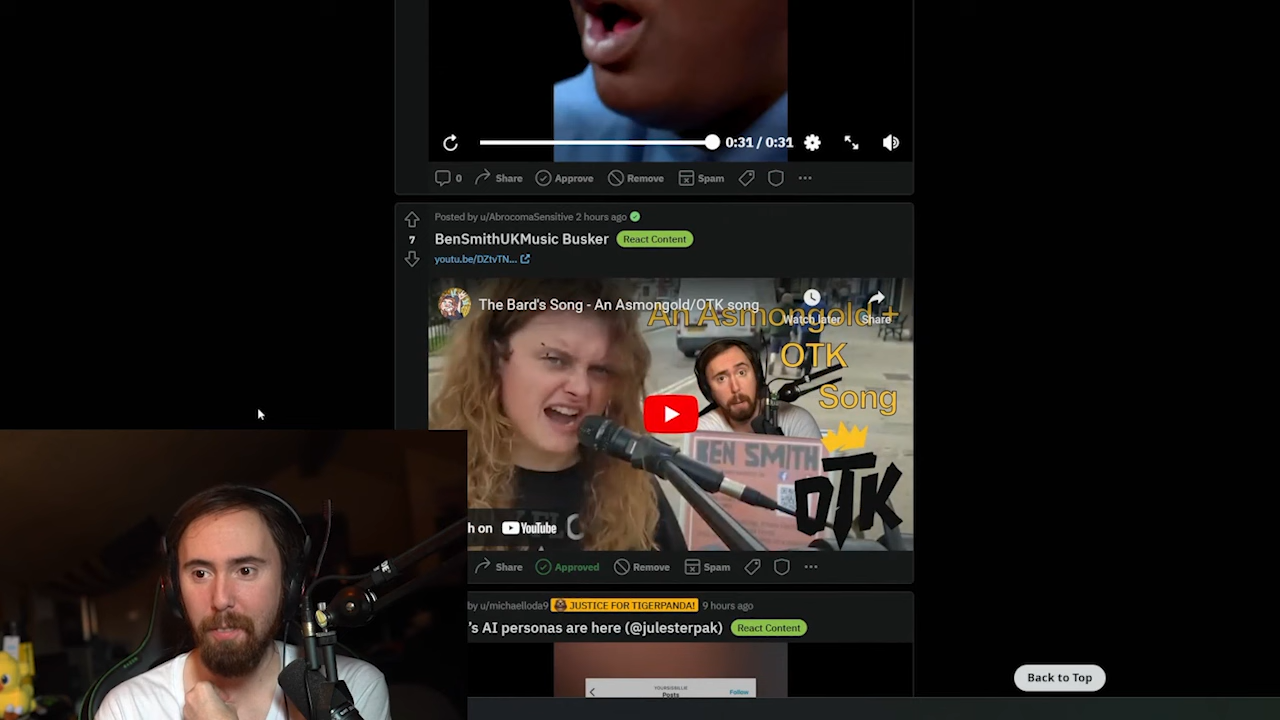 0:31 / 0:31
0 Share Approve Remove Spam
Posted by u/AbrocomaSensitive 2 hours ago
7
BenSmithUKMusic Busker React Content
youtu.be/DZtvTN...
The Bard's Song - An Asmongold/OTK song
Watch later Share
An Asmongold +
OTK
Song
BEN SMITH
OTK
h on YouTube
Share Approved Remove Spam
by u/michaelloda9 JUSTICE FOR TIGERPANDA! 9 hours ago
's AI personas are here (@julesterpak) React Content
Posts
Follow
Back to Top